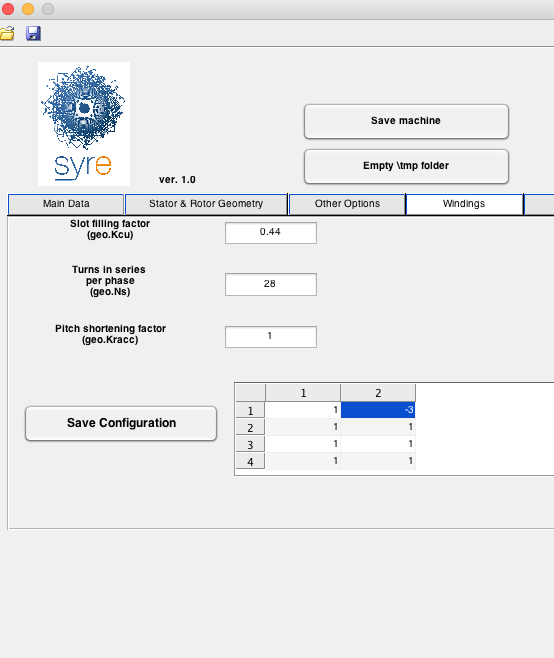 syre
ver. 1.0
Save machine
Empty \tmp folder
Main Data
Stator & Rotor Geometry
Other Options
Windings
Slot filling factor
(geo.Kcu)
0.44
Turns in series
per phase
(geo.Ns)
28
Pitch shortening factor
(geo.Kracc)
1
Save Configuration
1 2
1 1 -3
2 1 1
3 1 1
4 1 1